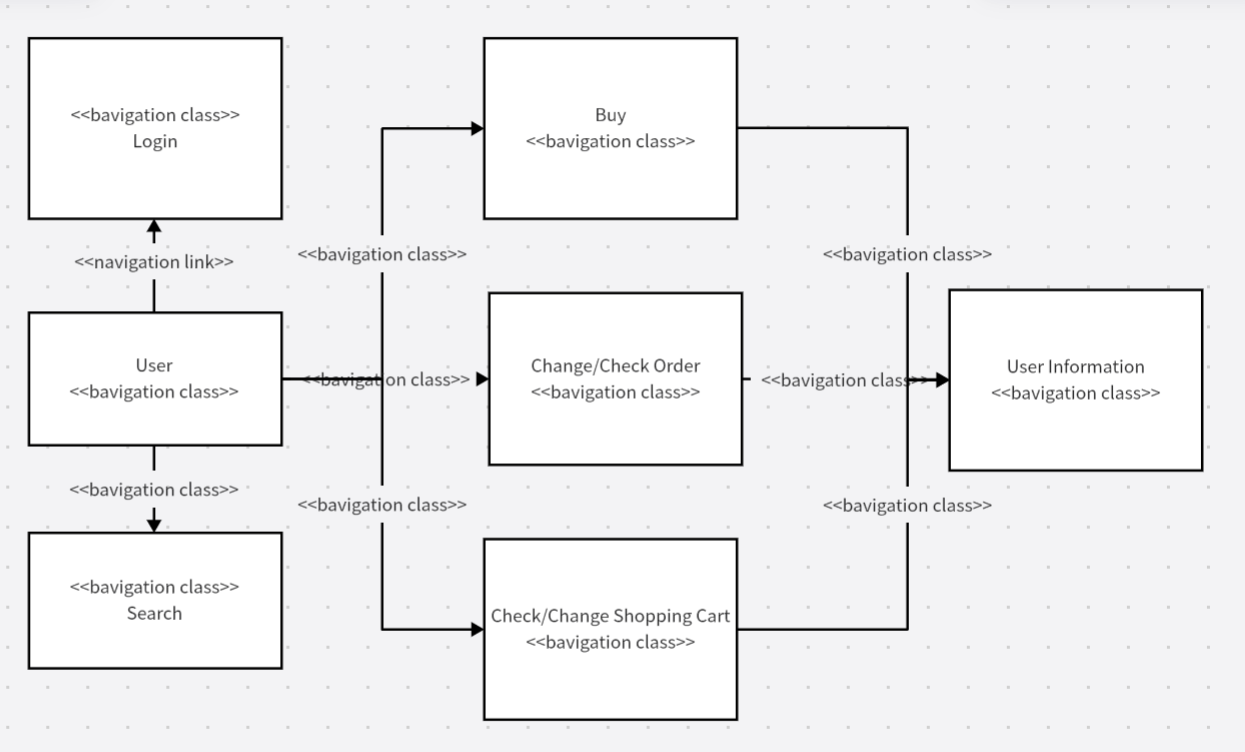 <<bavigation class>>
Login
Buy
<<bavigation class>>
<<navigation link>>
<<bavigation class>>
<<bavigation class>>
User
<<bavigation class>>
<<bavigation class>>
Change/Check Order
<<bavigation class>>
<<bavigation class>>
User Information
<<bavigation class>>
<<bavigation class>>
<<bavigation class>>
<<bavigation class>>
<<bavigation class>>
Search
Check/Change Shopping Cart
<<bavigation class>>